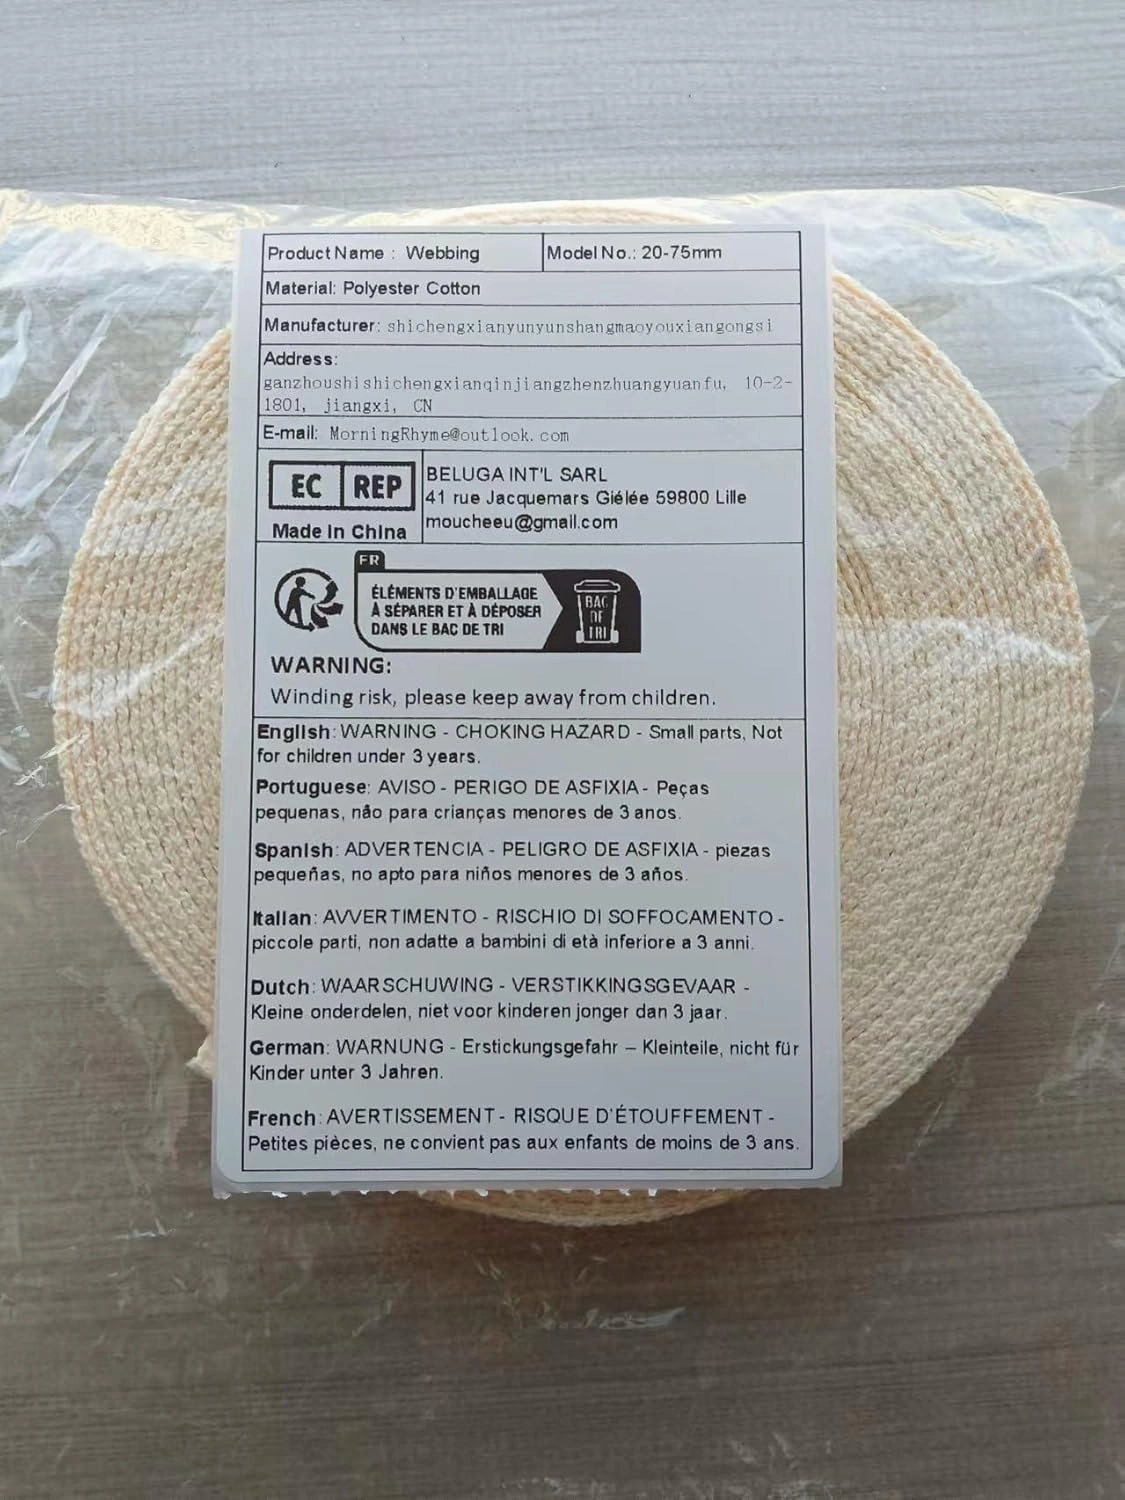 Product Name : Webbing
Model No.: 20-75mm
Material: Polyester Cotton
Manufacturer: shichengxianyunyunshangmaoyouxiangongsi
Address:
ganzhoushishichengxianqinjiangzhenzhuangyuanfu, 10-2-
1801, jiangxi, CN
E-mail: MorningRhyme@outlook.com
EC REP
Made in China
BELUGA INT'L SARL
41 rue Jacquemars Giélée 59800 Lille
moucheeu@gmail.com
FR
ÉLÉMENTS D'EMBALLAGE
À SÉPARER ET À DÉPOSER
DANS LE BAC DE TRI
BAC
DE
TRI
WARNING:
Winding risk, please keep away from children.
English: WARNING - CHOKING HAZARD - Small parts, Not
for children under 3 years.
Portuguese: AVISO - PERIGO DE ASFIXIA - Peças
pequenas, não para crianças menores de 3 anos.
Spanish: ADVERTENCIA - PELIGRO DE ASFIXIA - piezas
pequeñas, no apto para niños menores de 3 años.
Italian: AVVERTIMENTO - RISCHIO DI SOFFOCAMENTO -
piccole parti, non adatte a bambini di età inferiore a 3 anni.
Dutch: WAARSCHUWING - VERSTIKKINGSGEVAAR -
Kleine onderdelen, niet voor kinderen jonger dan 3 jaar.
German: WARNUNG - Erstickungsgefahr – Kleinteile, nicht für
Kinder unter 3 Jahren.
French: AVERTISSEMENT - RISQUE D'ÉTOUFFEMENT -
Petites pièces, ne convient pas aux enfants de moins de 3 ans.